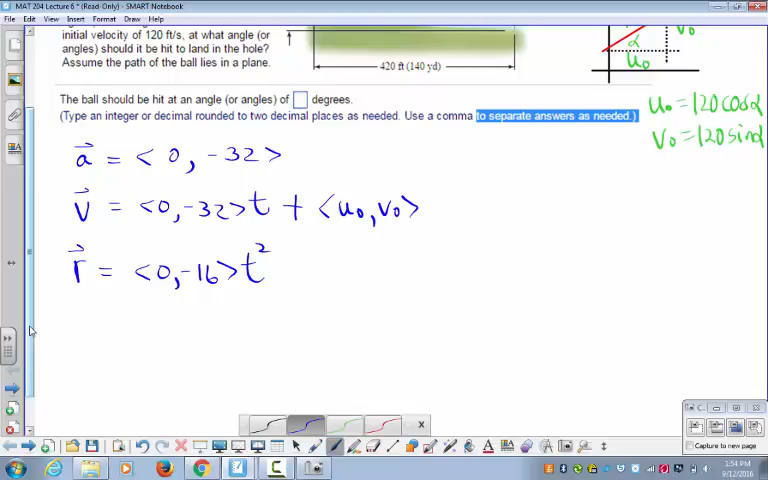 MAT 204 Lecture 6 * (Read-Only) - SMART Notebook
File Edit View Insert Format Tools Add-ons Help
initial velocity of 120 ft/s, at what angle (or
angles) should it be hit to land in the hole?
Assume the path of the ball lies in a plane.
420 ft (140 yd)
α
u₀
v₀
The ball should be hit at an angle (or angles) of degrees.
(Type an integer or decimal rounded to two decimal places as needed. Use a comma to separate answers as needed.)
u₀ = 120cosα
v₀ = 120sinα
a⃗ = <0, -32>
v⃗ = <0, -32>t + <u₀, v₀>
r⃗ = <0, -16>t²
C...
Capture to new page
1:54 PM
9/12/2016